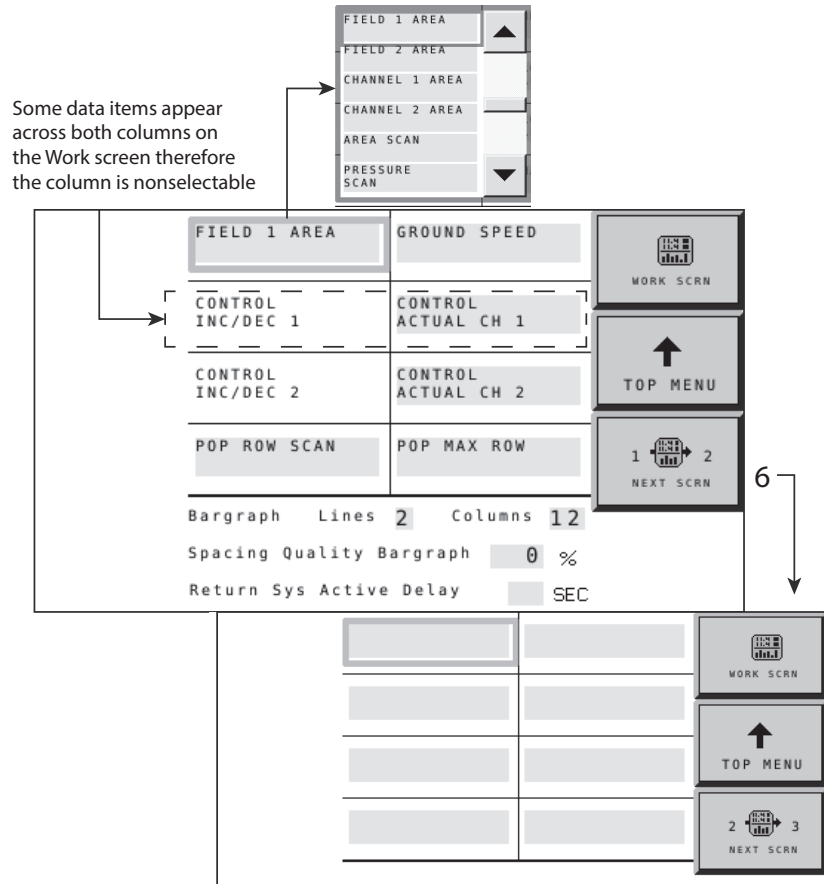 FIELD 1 AREA
FIELD 2 AREA
CHANNEL 1 AREA
CHANNEL 2 AREA
AREA SCAN
PRESSURE
SCAN
Some data items appear
across both columns on
the Work screen therefore
the column is nonselectable
FIELD 1 AREA
GROUND SPEED
WORK SCRN
CONTROL
INC/DEC 1
CONTROL
ACTUAL CH 1
TOP MENU
CONTROL
INC/DEC 2
CONTROL
ACTUAL CH 2
POP ROW SCAN
POP MAX ROW
1 2
NEXT SCRN
6
Bargraph Lines 2 Columns 12
Spacing Quality Bargraph 0 %
Return Sys Active Delay SEC
WORK SCRN
TOP MENU
2 3
NEXT SCRN